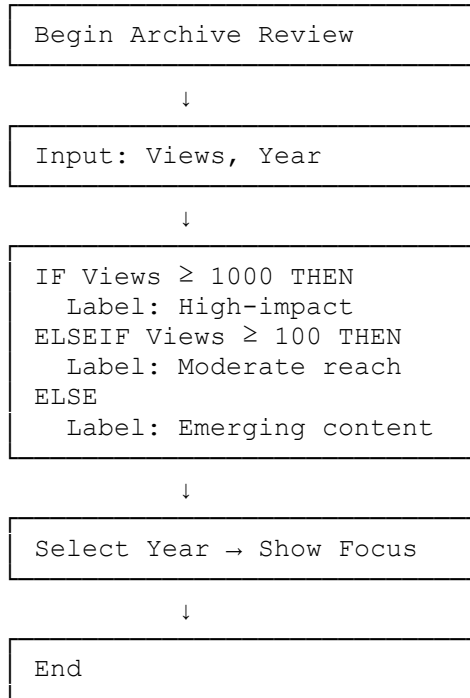 Begin Archive Review
↓
Input: Views, Year
↓
IF Views ≥ 1000 THEN
Label: High-impact
ELSEIF Views ≥ 100 THEN
Label: Moderate reach
ELSE
Label: Emerging content
↓
Select Year → Show Focus
↓
End